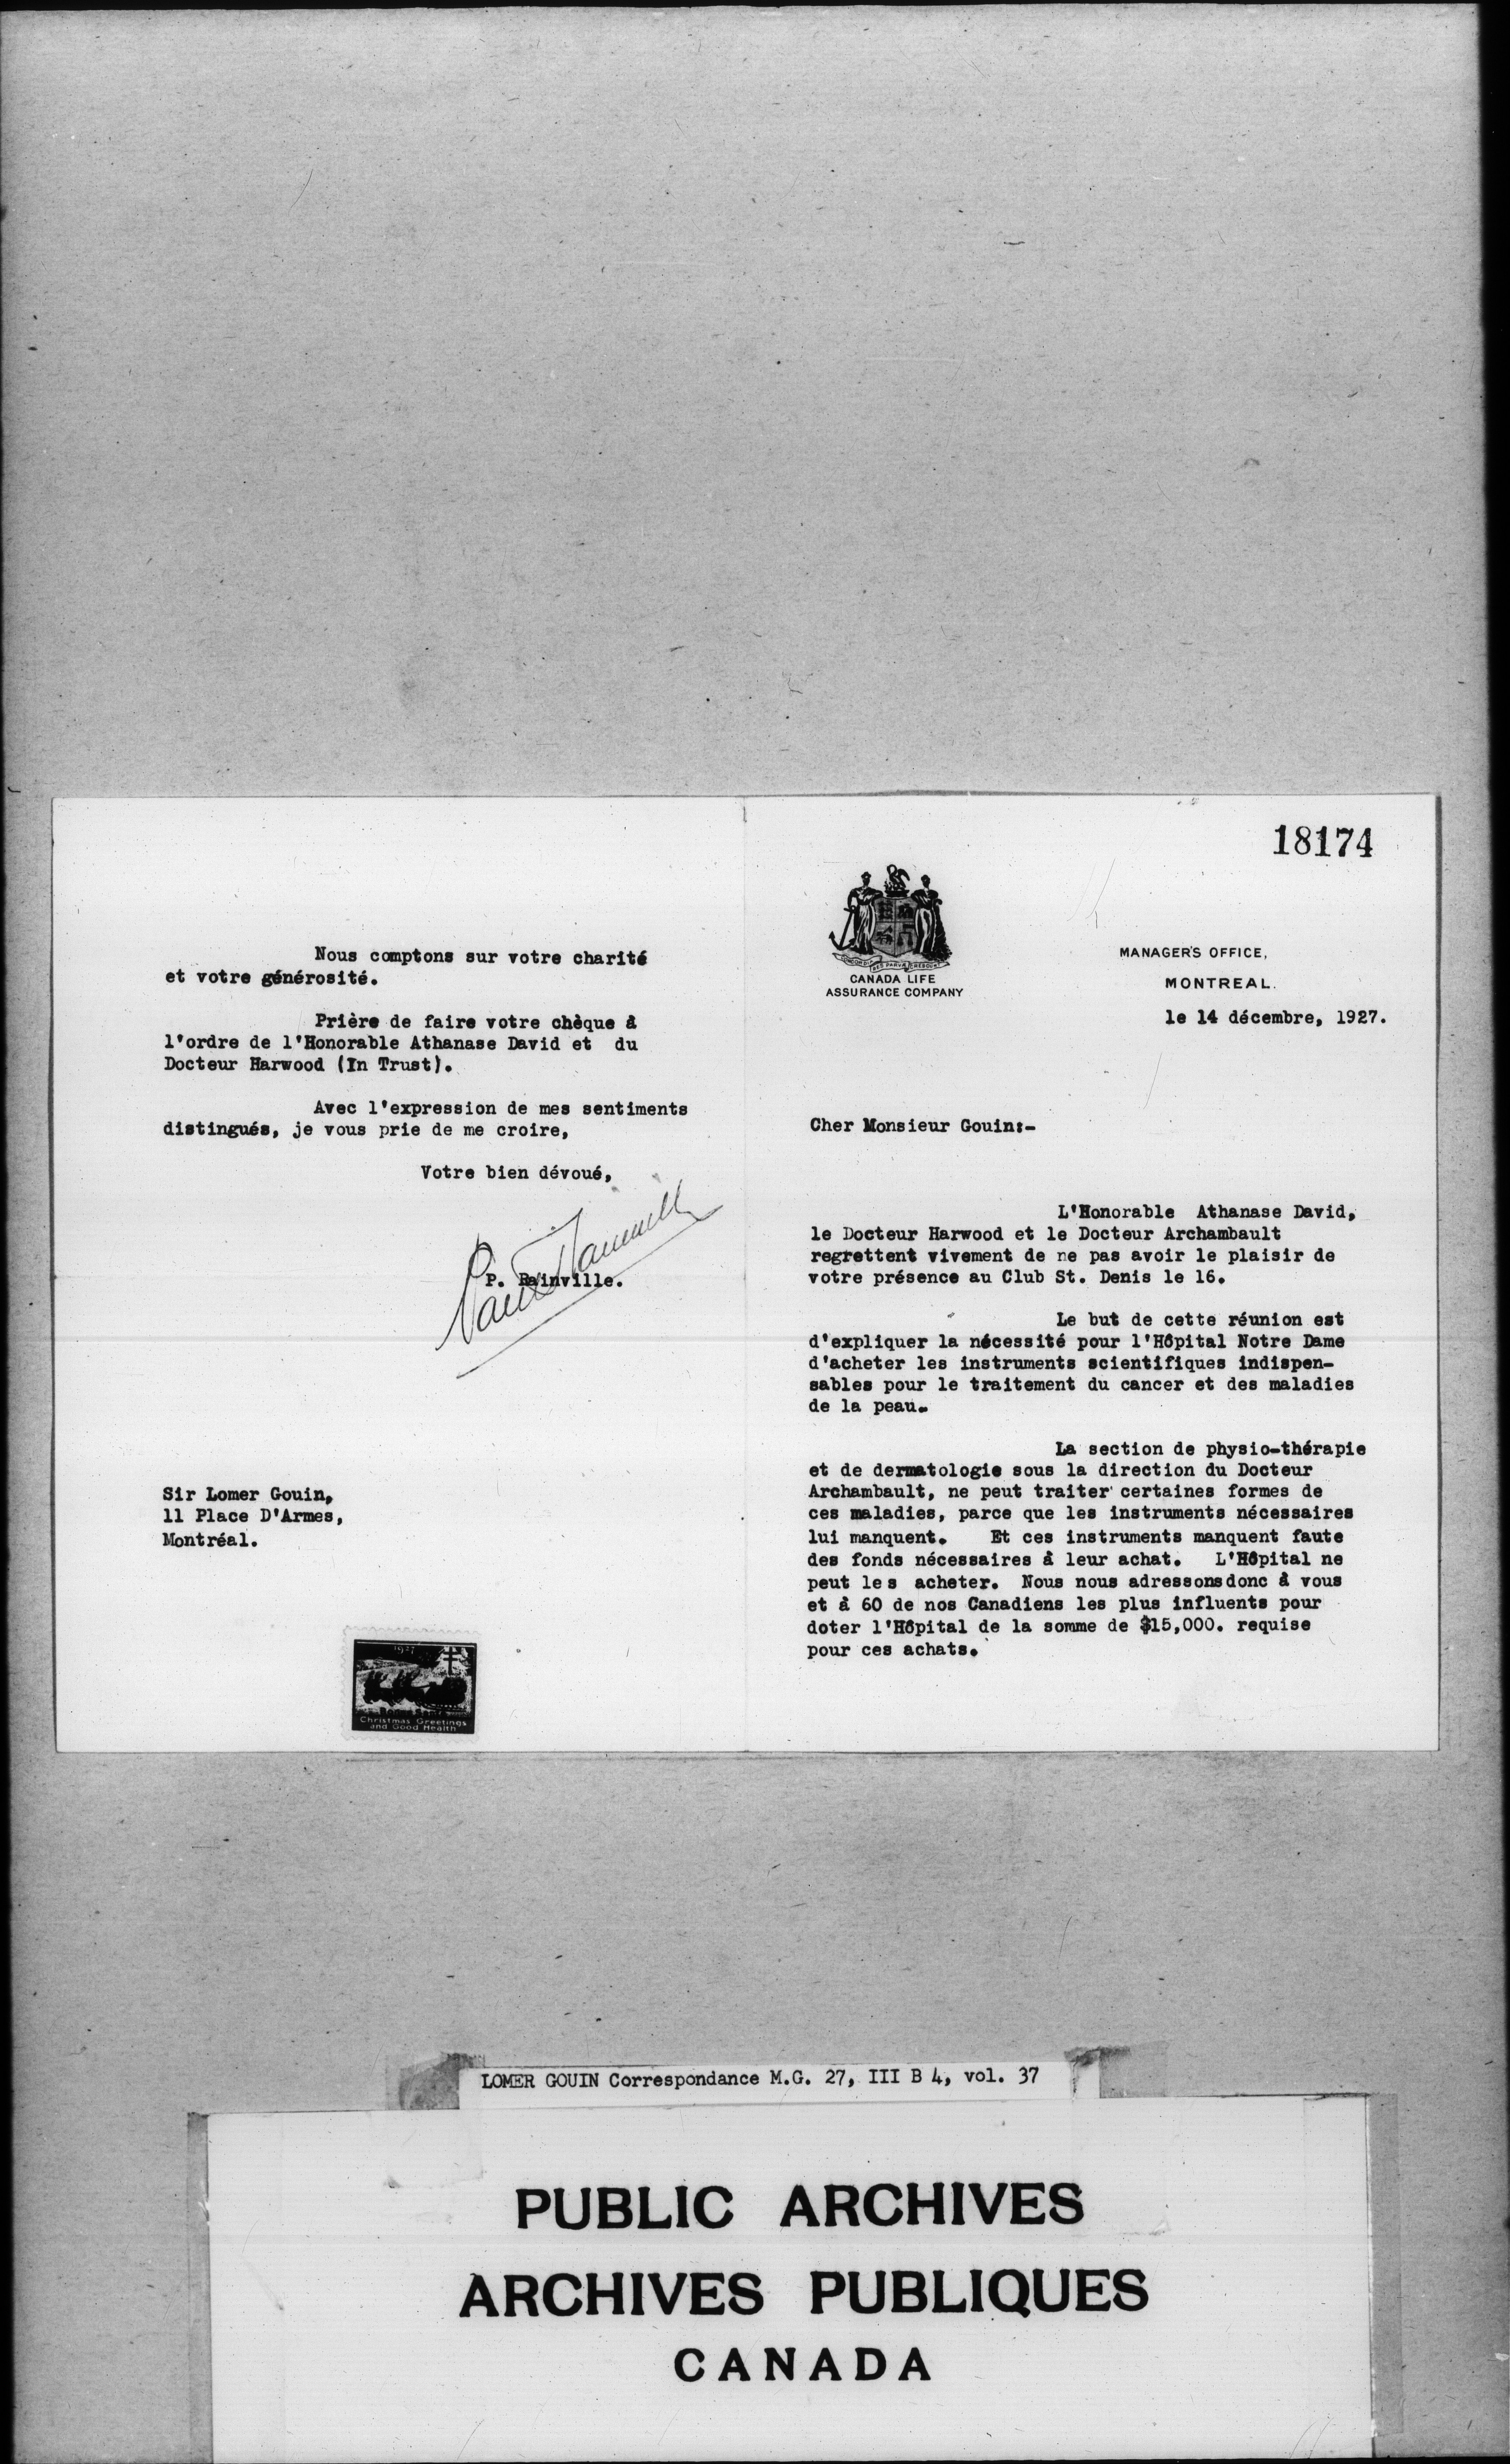 18174
CANADA LIFE
ASSURANCE COMPANY
MANAGER'S OFFICE,
MONTREAL.
le 14 décembre, 1927.
Cher Monsieur Gouin:-
L'Honorable Athanase David,
le Docteur Harwood et le Docteur Archambault
regrettent vivement de ne pas avoir le plaisir de
votre présence au Club St. Denis le 16.
Le but de cette réunion est
d'expliquer la nécessité pour l'Hôpital Notre Dame
d'acheter les instruments scientifiques indispen-
sables pour le traitement du cancer et des maladies
de la peau.
La section de physio-thérapie
et de dermatologie sous la direction du Docteur
Archambault, ne peut traiter certaines formes de
ces maladies, parce que les instruments nécessaires
lui manquent. Et ces instruments manquent faute
des fonds nécessaires à leur achat. L'Hôpital ne
peut les acheter. Nous nous adressons donc à vous
et à 60 de nos Canadiens les plus influents pour
doter l'Hôpital de la somme de $15,000. requise
pour ces achats.
Nous comptons sur votre charité
et votre générosité.
Prière de faire votre chèque à
l'ordre de l'Honorable Athanase David et du
Docteur Harwood (In Trust).
Avec l'expression de mes sentiments
distingués, je vous prie de me croire,
Votre bien dévoué,
P. Rainville.
Sir Lomer Gouin,
11 Place D'Armes,
Montréal.
1927
Christmas Greetings
and Good Health
LOMER GOUIN Correspondance M.G. 27, III B 4, vol. 37
PUBLIC ARCHIVES
ARCHIVES PUBLIQUES
CANADA